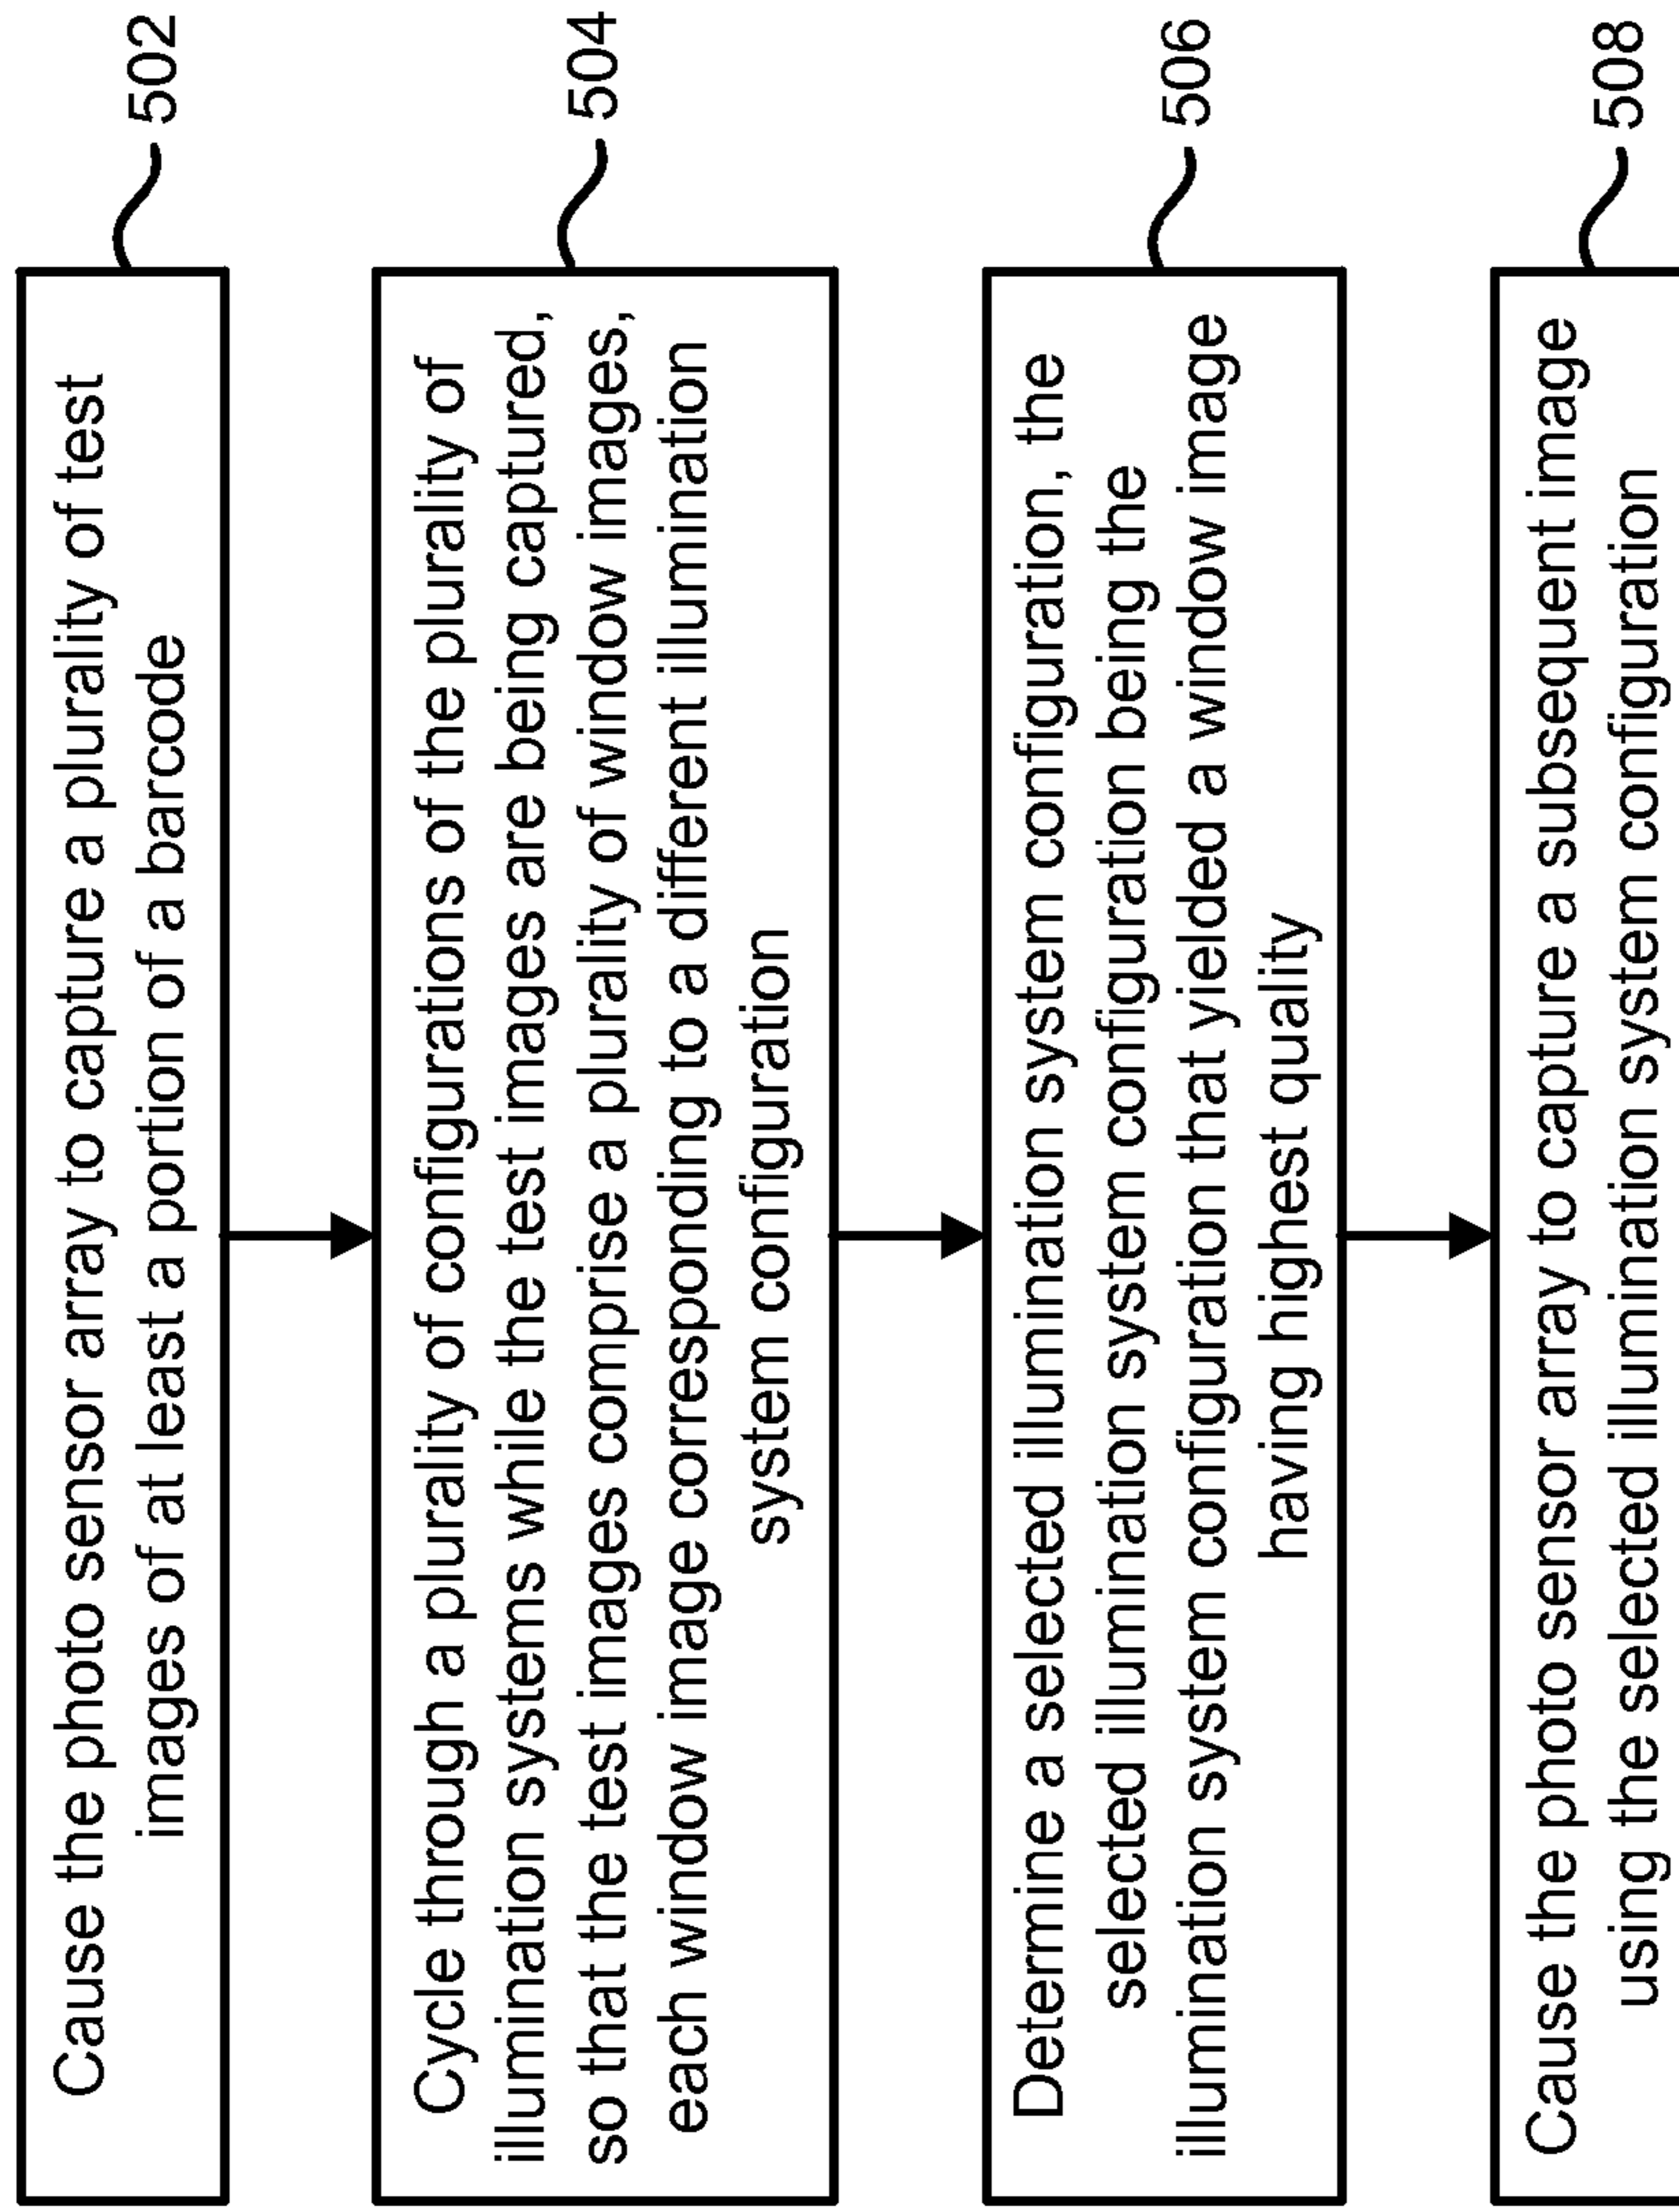 Cause the photo sensor array to capture a plurality of test
images of at least a portion of a barcode
502
Cycle through a plurality of configurations of the plurality of
illumination systems while the test images are being captured,
so that the test images comprise a plurality of window images,
each window image corresponding to a different illumination
system configuration
504
Determine a selected illumination system configuration, the
selected illumination system configuration being the
illumination system configuration that yielded a window image
having highest quality
506
Cause the photo sensor array to capture a subsequent image
using the selected illumination system configuration
508